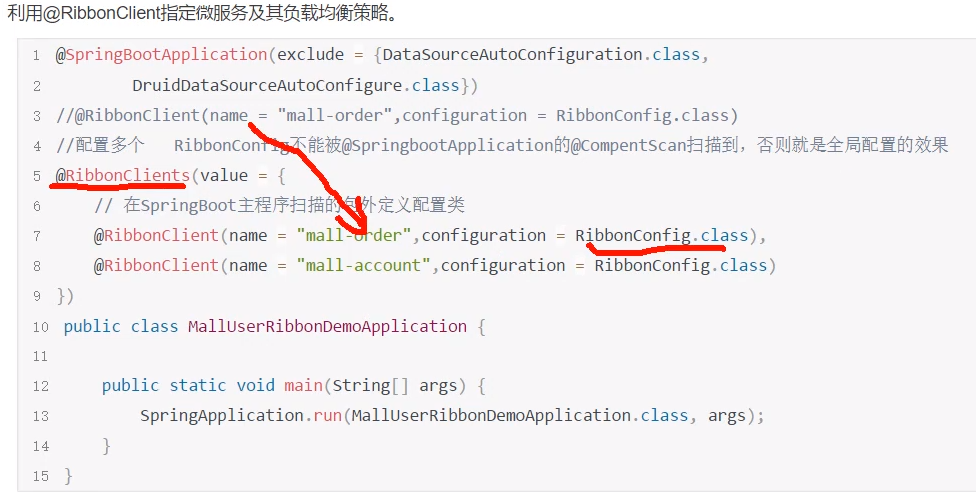 利用@RibbonClient指定微服务及其负载均衡策略。
1 @SpringBootApplication(exclude = {DataSourceAutoConfiguration.class,
2 DruidDataSourceAutoConfigure.class})
3 //@RibbonClient(name = "mall-order",configuration = RibbonConfig.class)
4 //配置多个 RibbonConfig不能被@SpringbootApplication的@CompentScan扫描到，否则就是全局配置的效果
5 @RibbonClients(value = {
6 // 在SpringBoot主程序扫描的包外定义配置类
7 @RibbonClient(name = "mall-order",configuration = RibbonConfig.class),
8 @RibbonClient(name = "mall-account",configuration = RibbonConfig.class)
9 })
10 public class MallUserRibbonDemoApplication {
11
12 public static void main(String[] args) {
13 SpringApplication.run(MallUserRibbonDemoApplication.class, args);
14 }
15 }